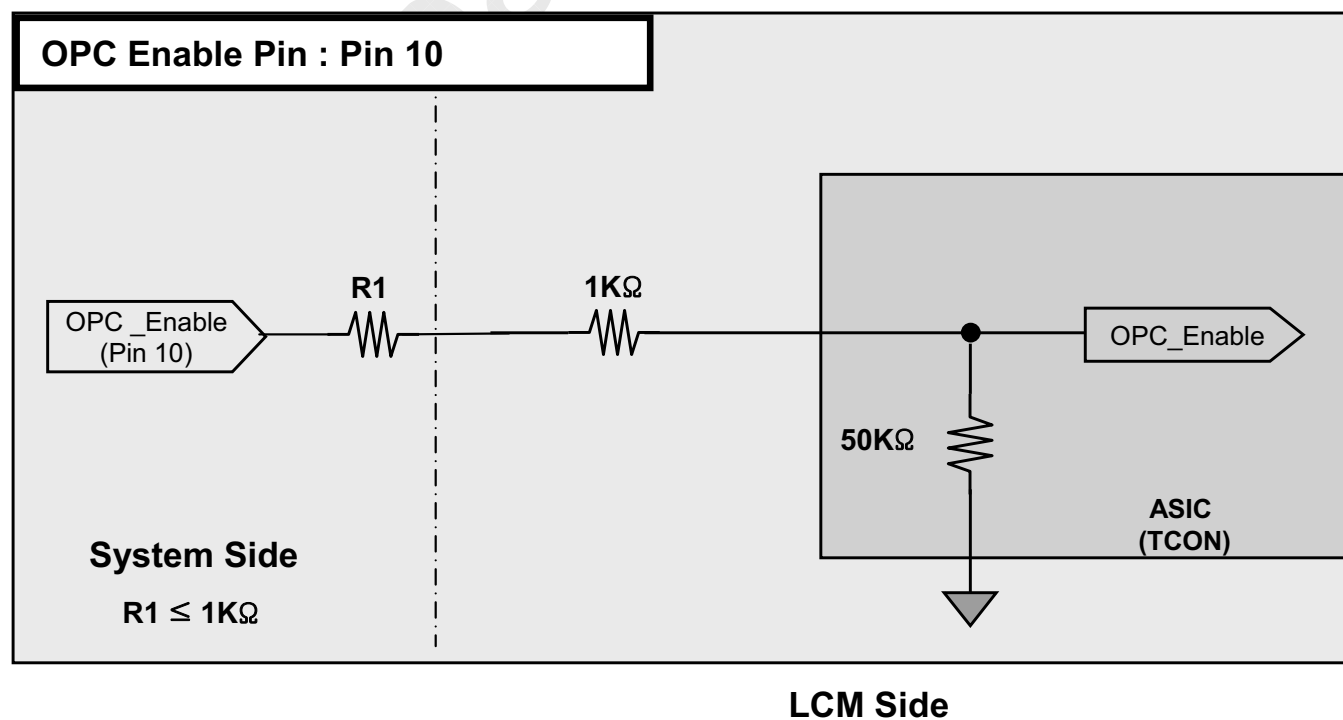 OPC Enable Pin : Pin 10
R1
1KΩ
OPC _Enable
(Pin 10)
OPC_Enable
50KΩ
ASIC
(TCON)
System Side
R1 ≤ 1KΩ
LCM Side